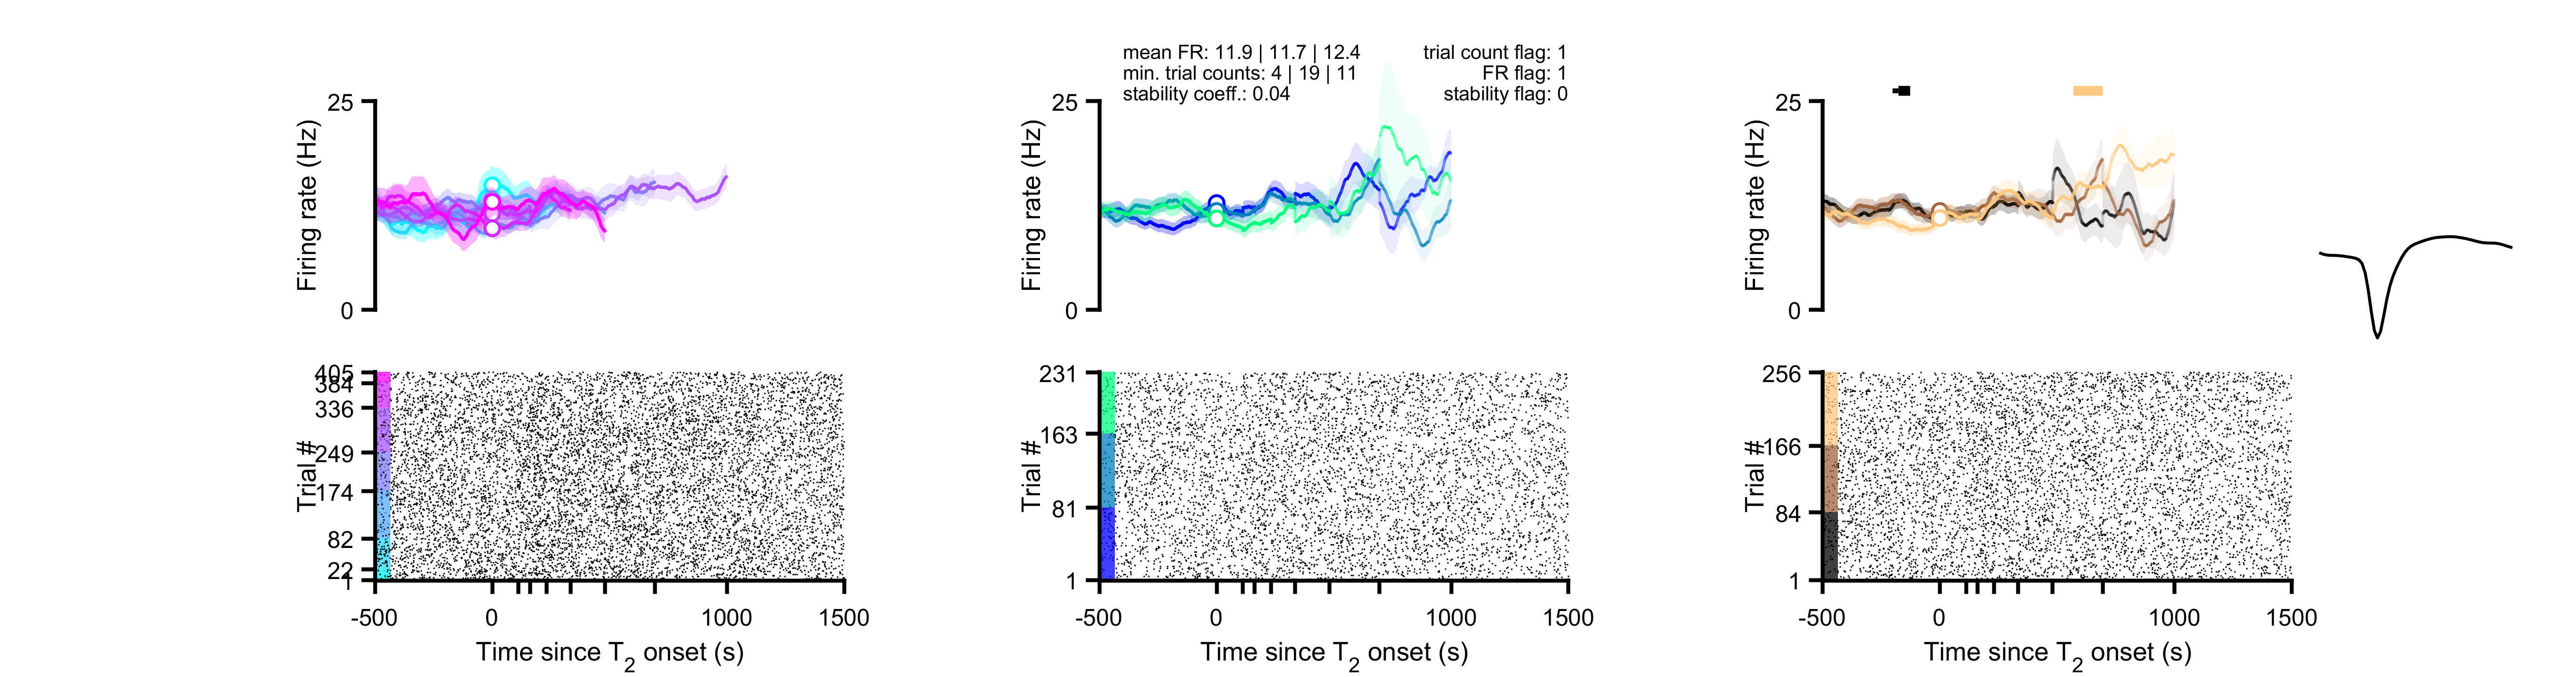 mean FR: 11.9 | 11.7 | 12.4
min. trial counts: 4 | 19 | 11
stability coeff.: 0.04
trial count flag: 1
FR flag: 1
stability flag: 0
25
Firing rate (Hz)
0
25
Firing rate (Hz)
0
25
Firing rate (Hz)
0
405
384
336
249
174
82
22
1
Trial #
-500
0
1000
1500
Time since T2 onset (s)
231
163
81
1
Trial #
-500
0
1000
1500
Time since T2 onset (s)
256
166
84
1
Trial #
-500
0
1000
1500
Time since T2 onset (s)